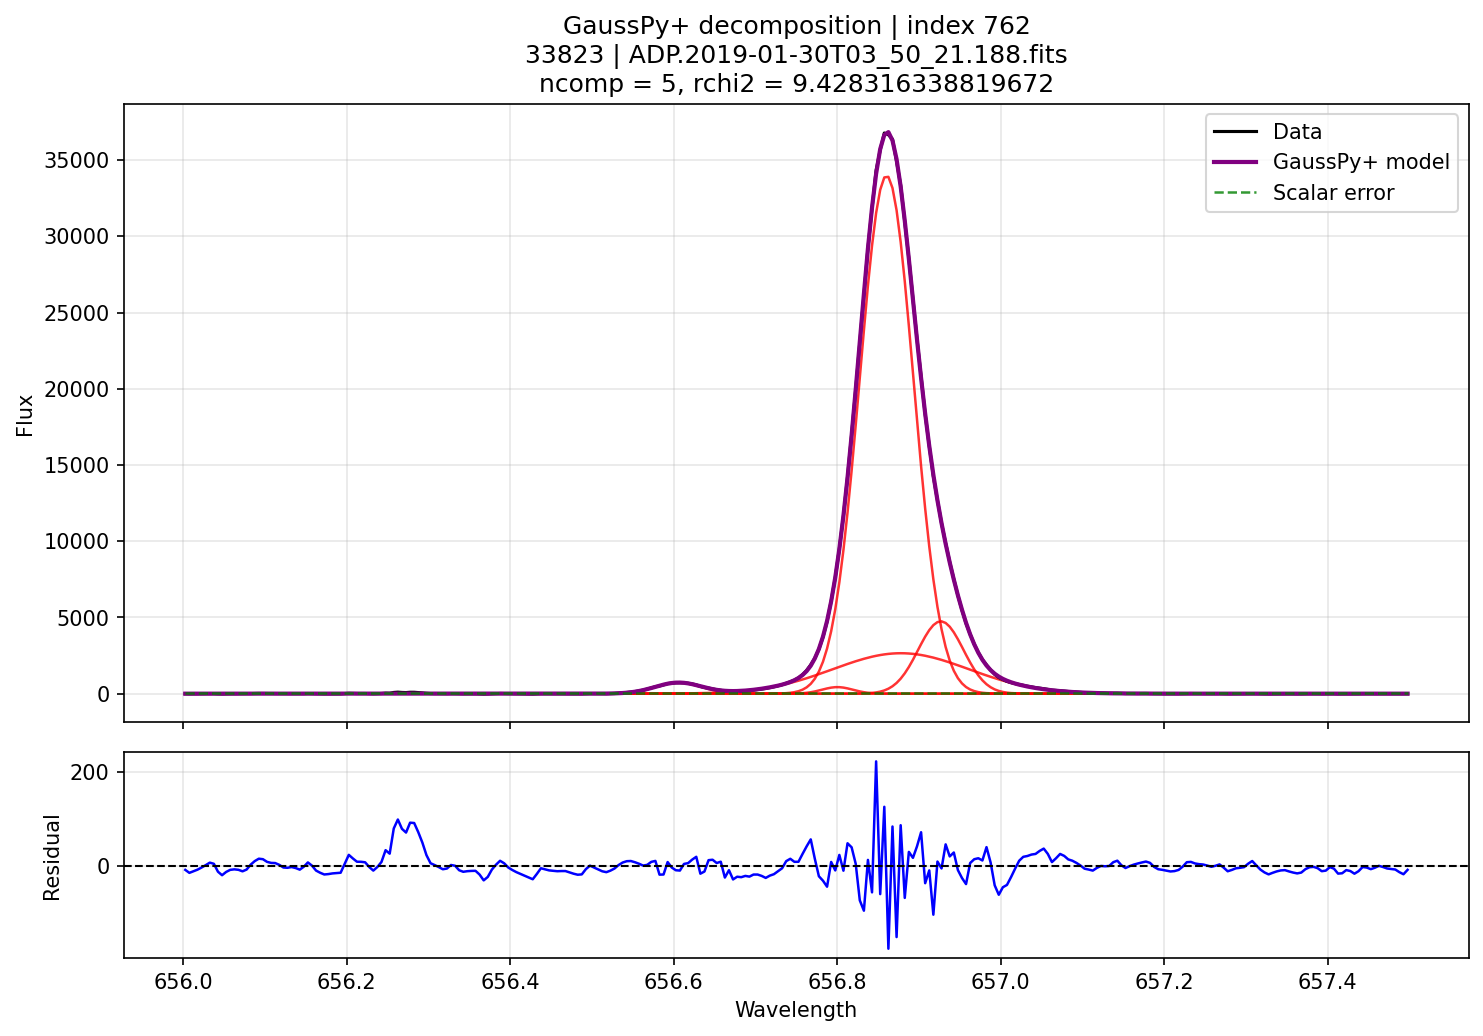 GaussPy+ decomposition | index 762
33823 | ADP.2019-01-30T03_50_21.188.fits
ncomp = 5, rchi2 = 9.428316338819672
Data
GaussPy+ model
Scalar error
Flux
35000
30000
25000
20000
15000
10000
5000
0
Residual
200
0
656.0 656.2 656.4 656.6 656.8 657.0 657.2 657.4
Wavelength